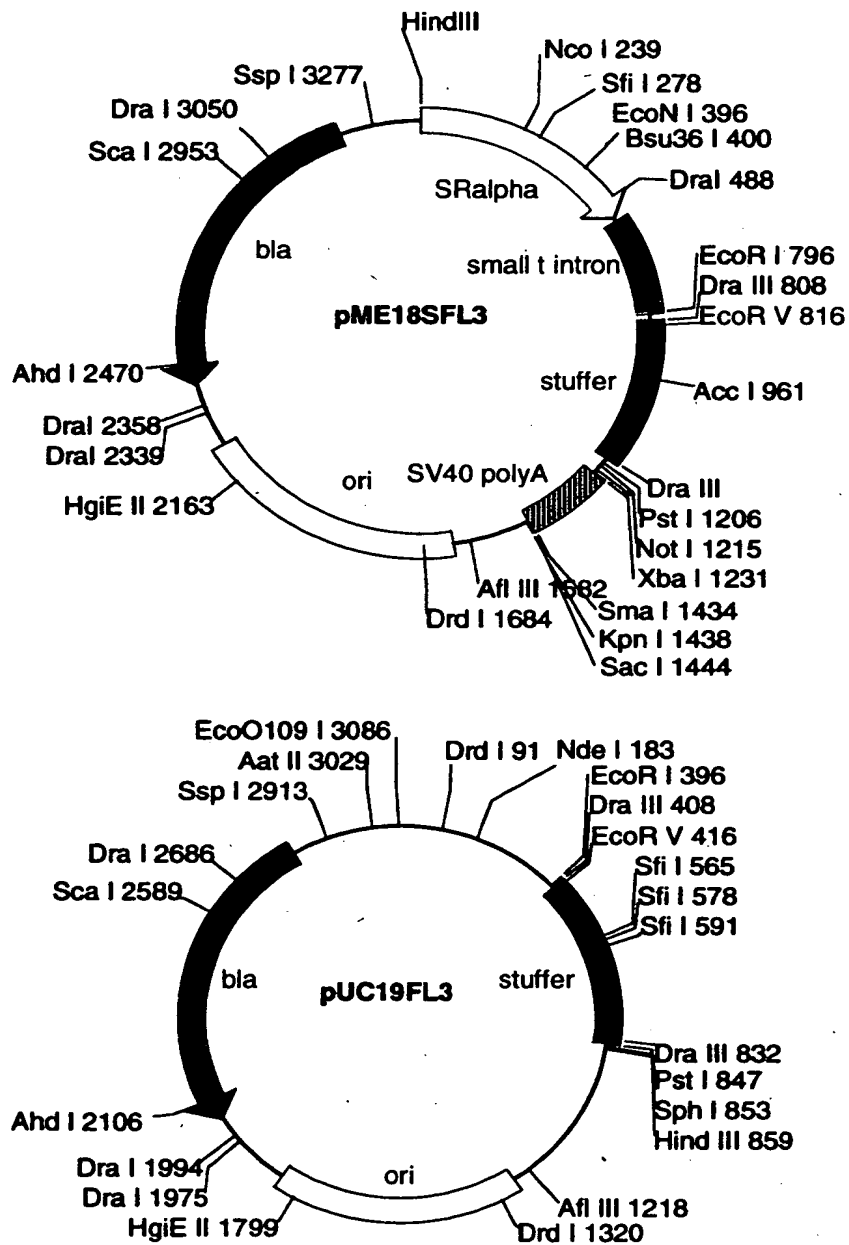 HindIII
Nco I 239
Ssp I 3277
Sfi I 278
Dra I 3050
EcoN I 396
Bsu36 I 400
Sca I 2953
DraI 488
SRalpha
bla
small t intron
EcoR I 796
Dra III 808
pME18SFL3
EcoR V 816
Ahd I 2470
stuffer
Acc I 961
DraI 2358
DraI 2339
ori
SV40 polyA
HgiE II 2163
Dra III
Pst I 1206
Not I 1215
Xba I 1231
Afl III 1582
Drd I 1684
Sma I 1434
Kpn I 1438
Sac I 1444
EcoO109 I 3086
Drd I 91
Nde I 183
Aat II 3029
EcoR I 396
Ssp I 2913
Dra III 408
EcoR V 416
Dra I 2686
Sfi I 565
Sca I 2589
Sfi I 578
Sfi I 591
bla
pUC19FL3
stuffer
Dra III 832
Pst I 847
Ahd I 2106
Sph I 853
Hind III 859
Dra I 1994
Dra I 1975
ori
HgiE II 1799
Afl III 1218
Drd I 1320